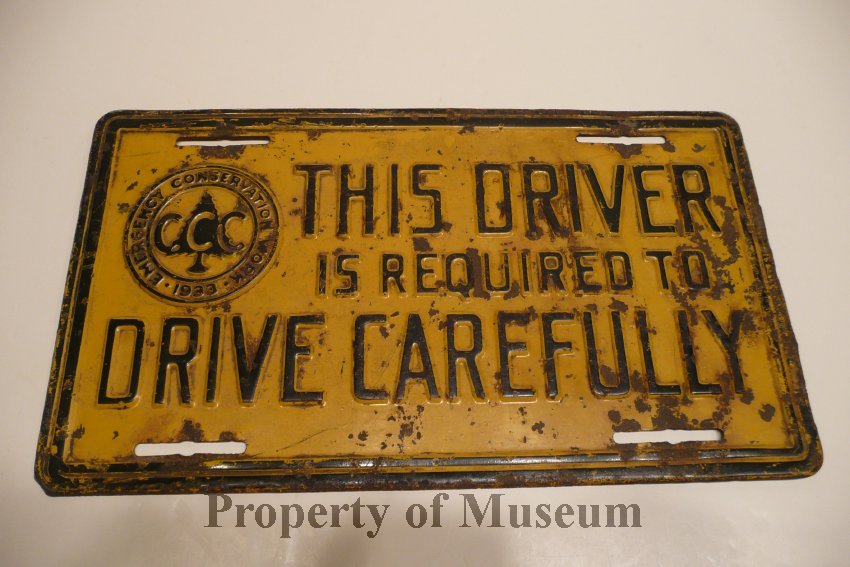 EMERGENCY CONSERVATION WORK
C.C.C.
· 1933 ·
THIS DRIVER
IS REQUIRED TO
DRIVE CAREFULLY
Property of Museum